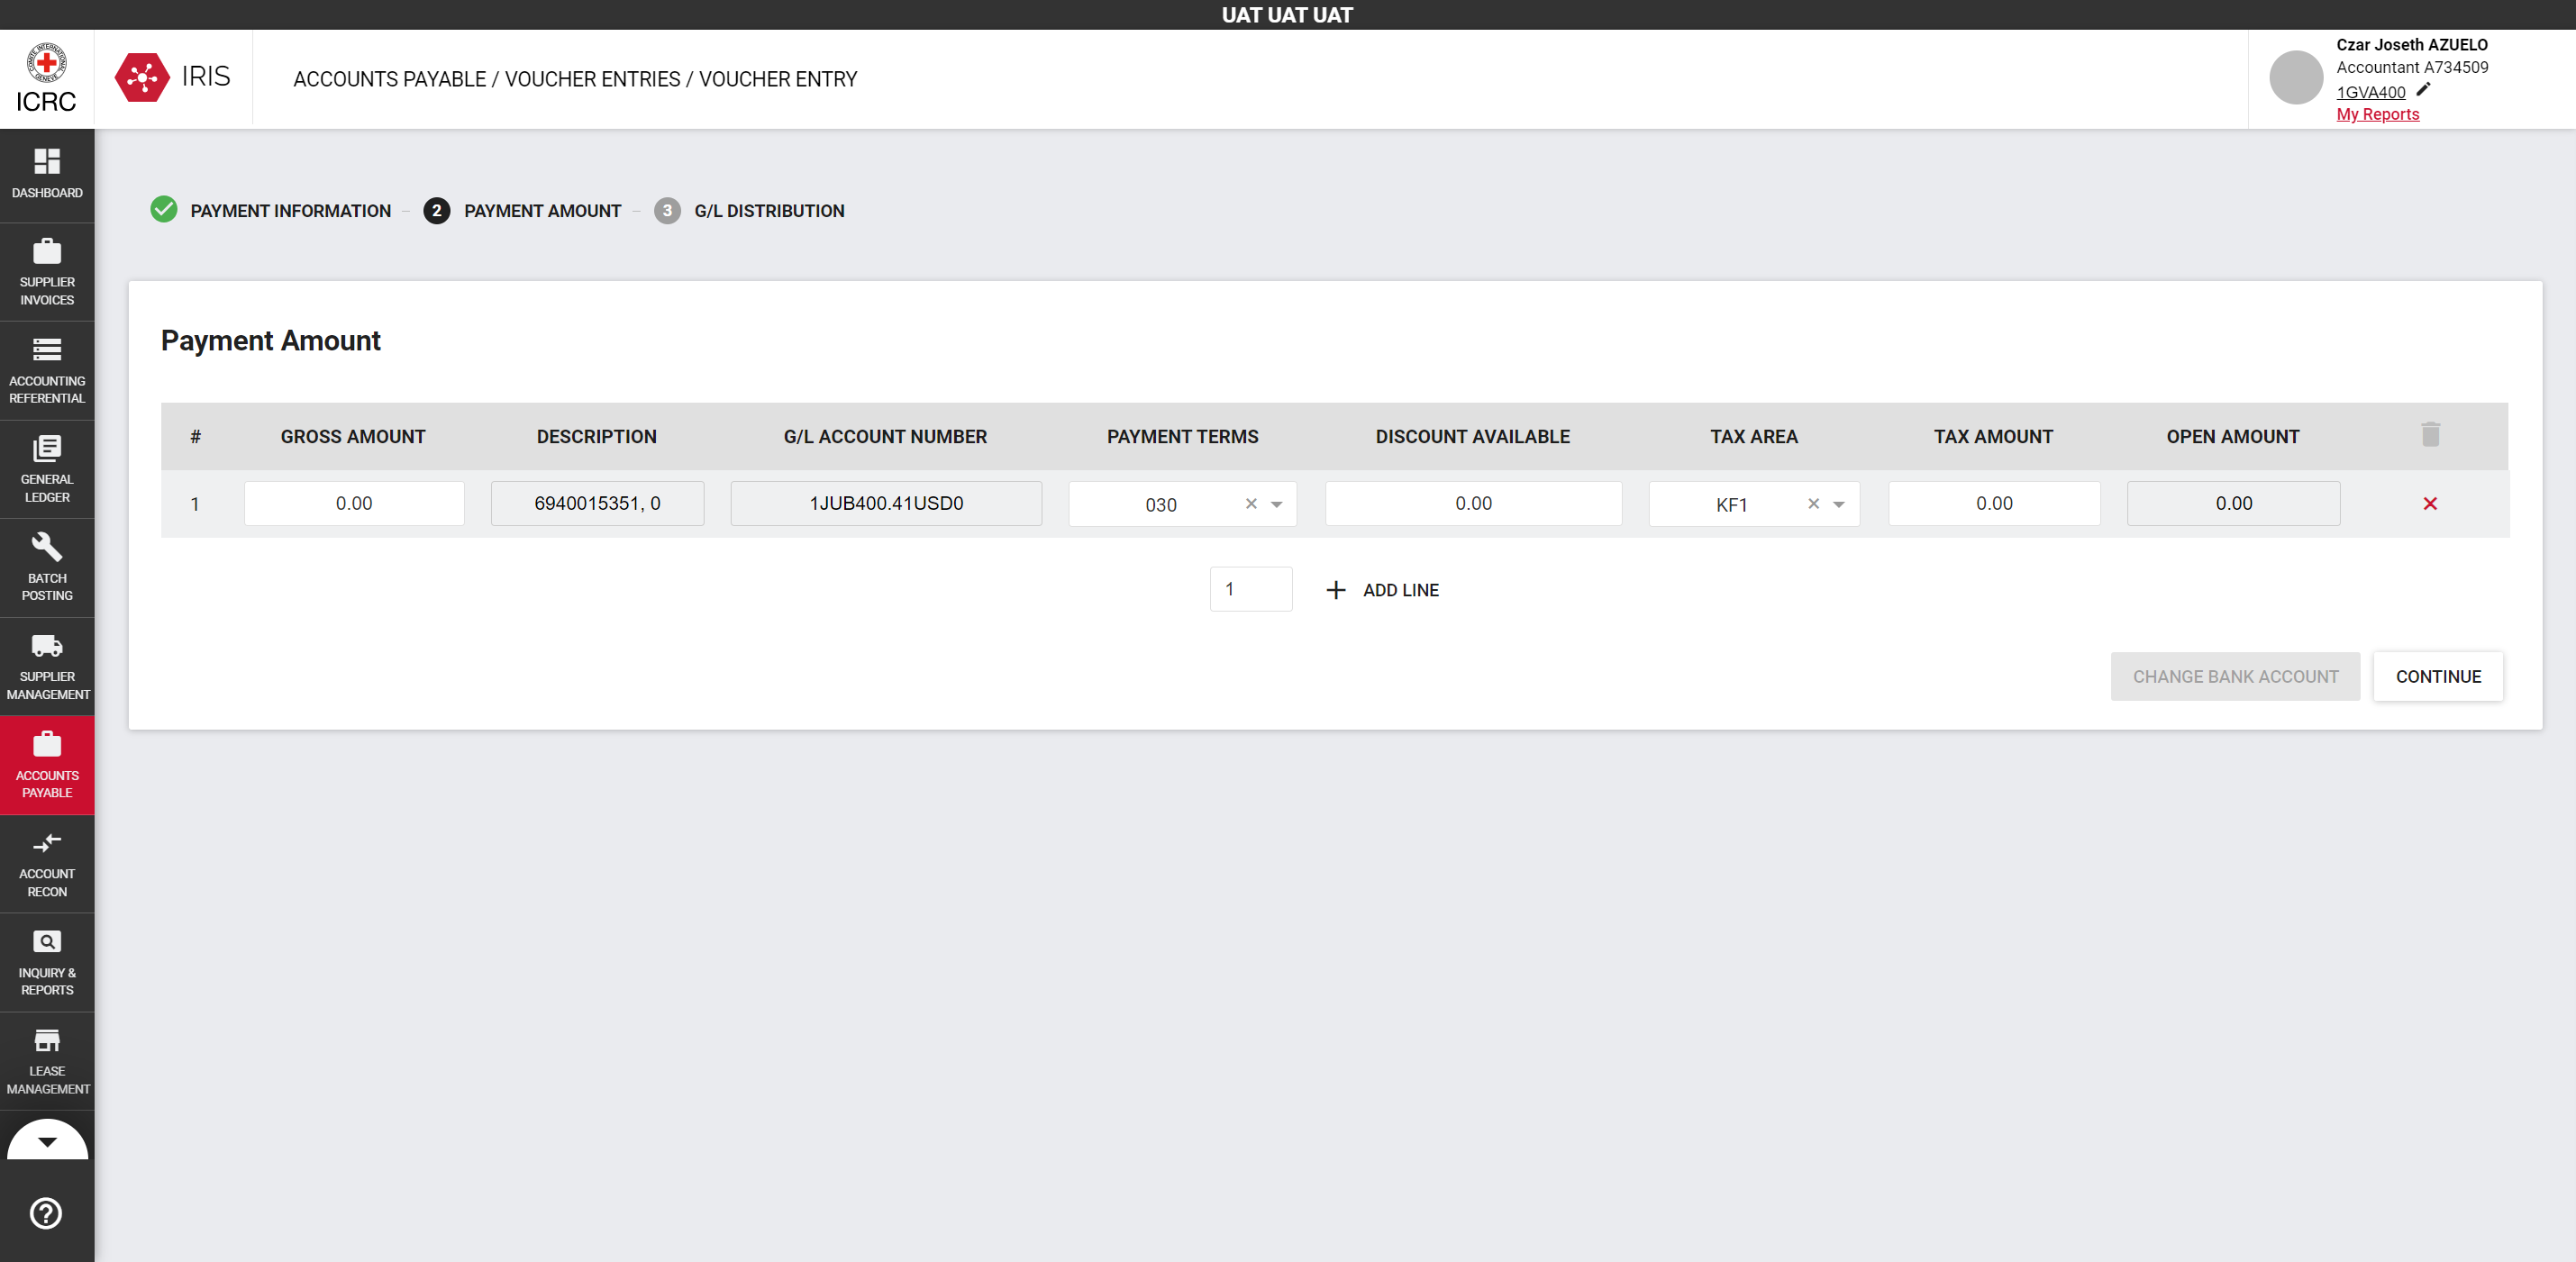 UAT UAT UAT
COMITE INTERNATIONAL GENEVE
ICRC
IRIS
ACCOUNTS PAYABLE / VOUCHER ENTRIES / VOUCHER ENTRY
Czar Joseth AZUELO
Accountant A734509
1GVA400
My Reports
DASHBOARD
SUPPLIER
INVOICES
ACCOUNTING
REFERENTIAL
GENERAL
LEDGER
BATCH
POSTING
SUPPLIER
MANAGEMENT
ACCOUNTS
PAYABLE
ACCOUNT
RECON
INQUIRY &
REPORTS
LEASE
MANAGEMENT
PAYMENT INFORMATION – 2 PAYMENT AMOUNT – 3 G/L DISTRIBUTION
Payment Amount
# GROSS AMOUNT DESCRIPTION G/L ACCOUNT NUMBER PAYMENT TERMS DISCOUNT AVAILABLE TAX AREA TAX AMOUNT OPEN AMOUNT
1 0.00 6940015351, 0 1JUB400.41USD0 030 0.00 KF1 0.00 0.00
1 ADD LINE
CHANGE BANK ACCOUNT CONTINUE